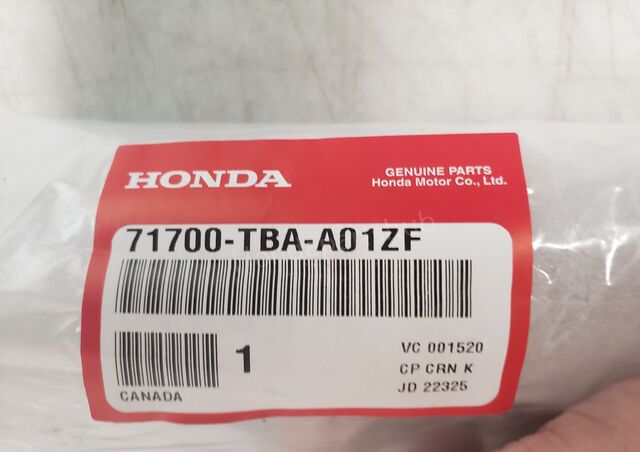 HONDA
GENUINE PARTS
Honda Motor Co., Ltd.
71700-TBA-A01ZF
1
VC 001520
CP CRN K
JD 22325
CANADA